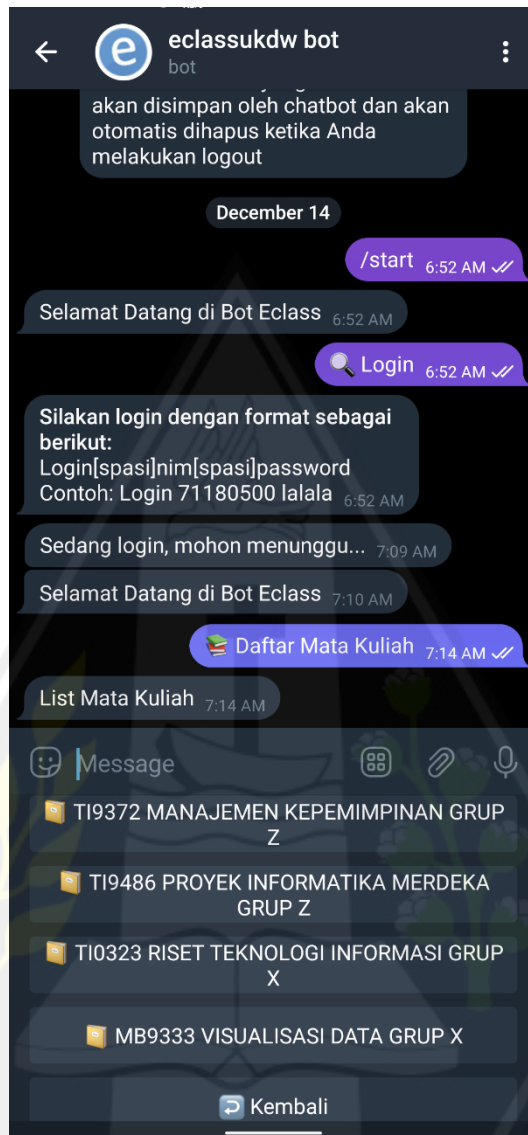 eclassukdw bot
bot
akan disimpan oleh chatbot dan akan
otomatis dihapus ketika Anda
melakukan logout
December 14
/start 6:52 AM
Selamat Datang di Bot Eclass 6:52 AM
Login 6:52 AM
Silakan login dengan format sebagai
berikut:
Login[spasi]nim[spasi]password
Contoh: Login 71180500 lalala 6:52 AM
Sedang login, mohon menunggu... 7:09 AM
Selamat Datang di Bot Eclass 7:10 AM
Daftar Mata Kuliah 7:14 AM
List Mata Kuliah 7:14 AM
Message
TI9372 MANAJEMEN KEPEMIMPINAN GRUP
Z
TI9486 PROYEK INFORMATIKA MERDEKA
GRUP Z
TI0323 RISET TEKNOLOGI INFORMASI GRUP
X
MB9333 VISUALISASI DATA GRUP X
Kembali